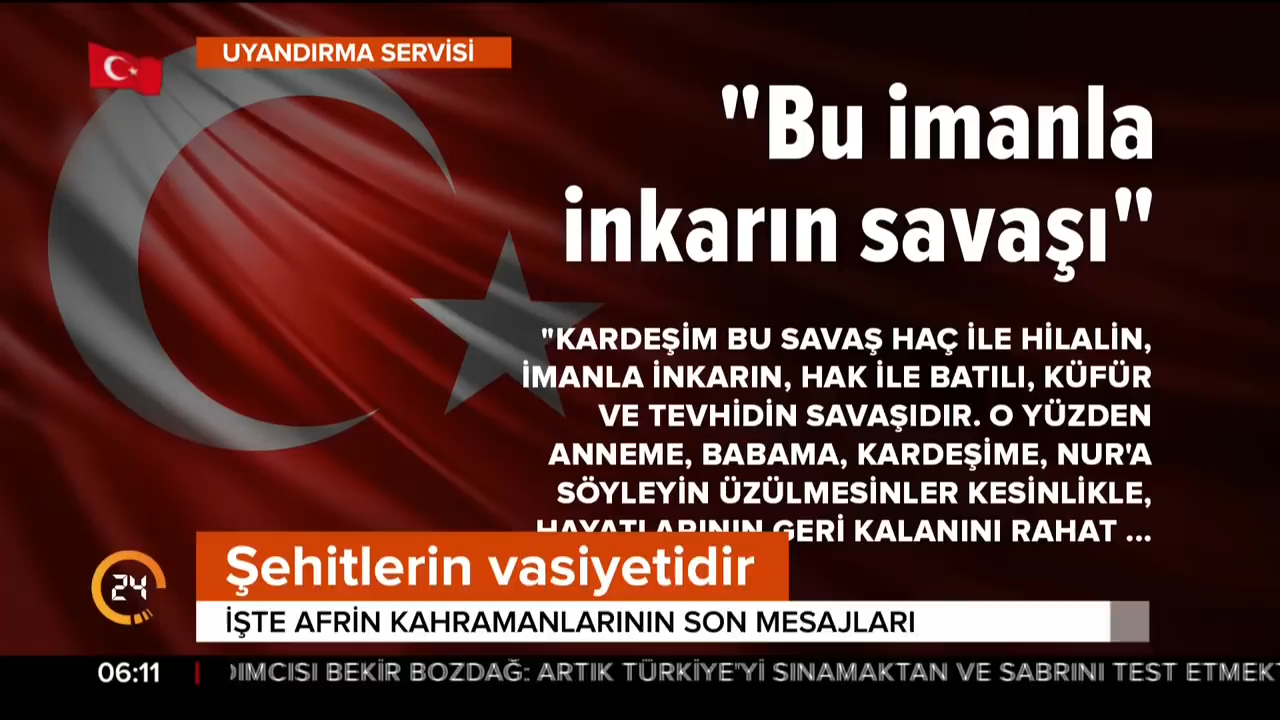 UYANDIRMA SERVİSİ
"Bu imanla
inkarın savaşı"
"KARDEŞİM BU SAVAŞ HAÇ İLE HİLALİN,
İMANLA İNKARIN, HAK İLE BATILI, KÜFÜR
VE TEVHİDİN SAVAŞIDIR. O YÜZDEN
ANNEME, BABAMA, KARDEŞİME, NUR'A
SÖYLEYİN ÜZÜLMESİNLER KESİNLİKLE,
HAYATLARININ GERİ KALANINI RAHAT ...
Şehitlerin vasiyetidir
24
İŞTE AFRİN KAHRAMANLARININ SON MESAJLARI
06:11
DIMCISI BEKİR BOZDAĞ: ARTIK TÜRKİYE'Yİ SINAMAKTAN VE SABRINI TEST ETMEKT